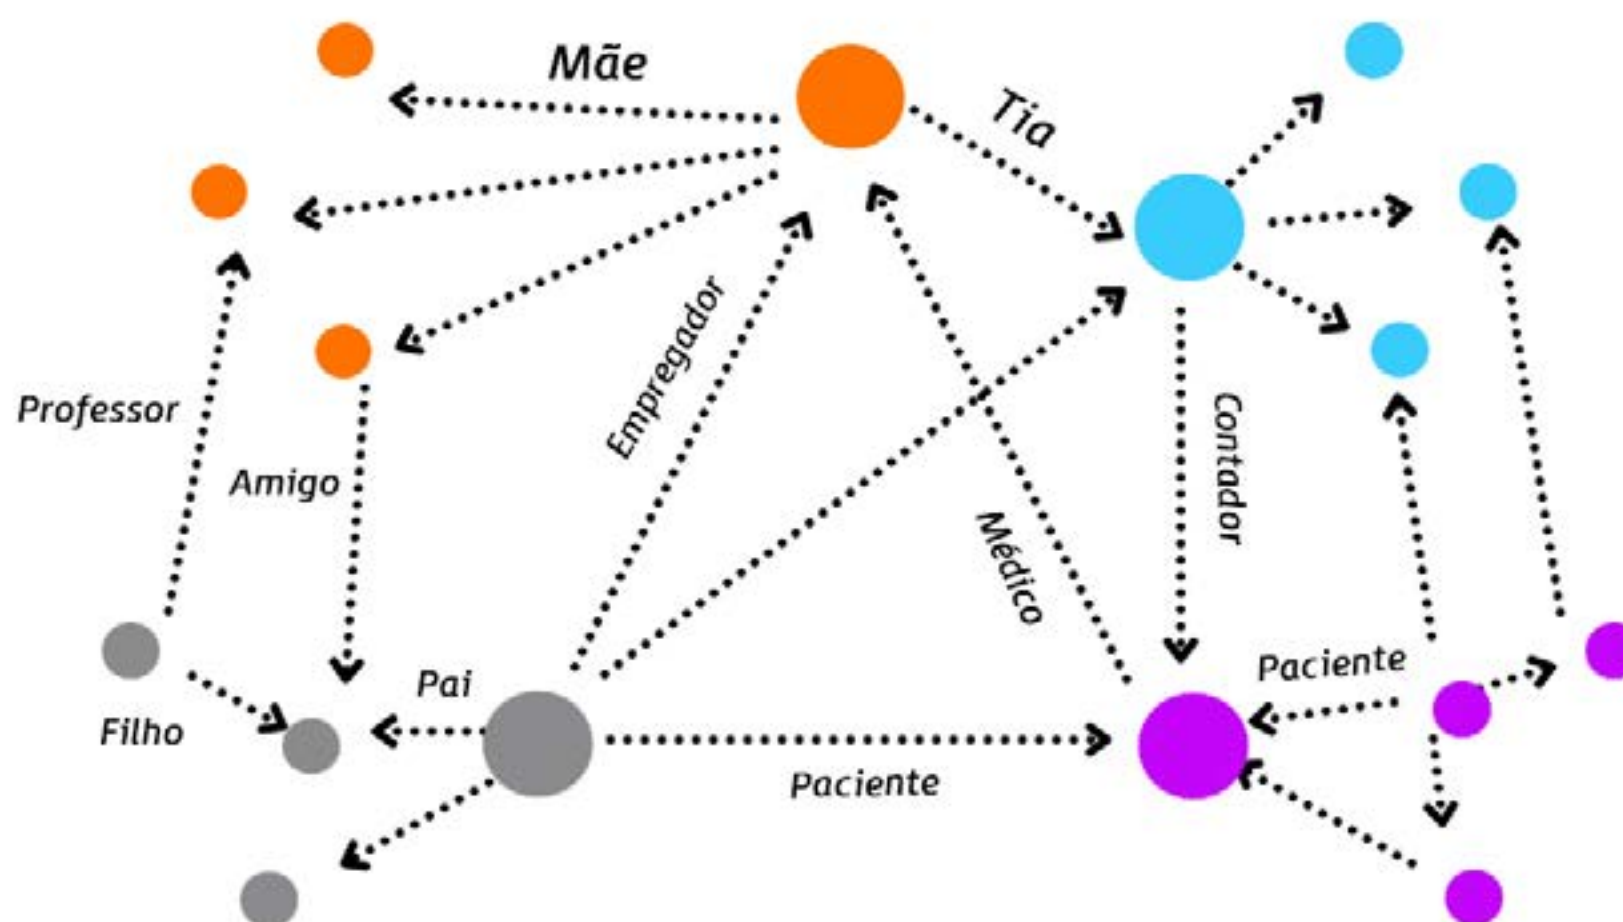 Mãe
Tia
Empregador
Professor
Contador
Amigo
Médico
Paciente
Pai
Filho
Paciente